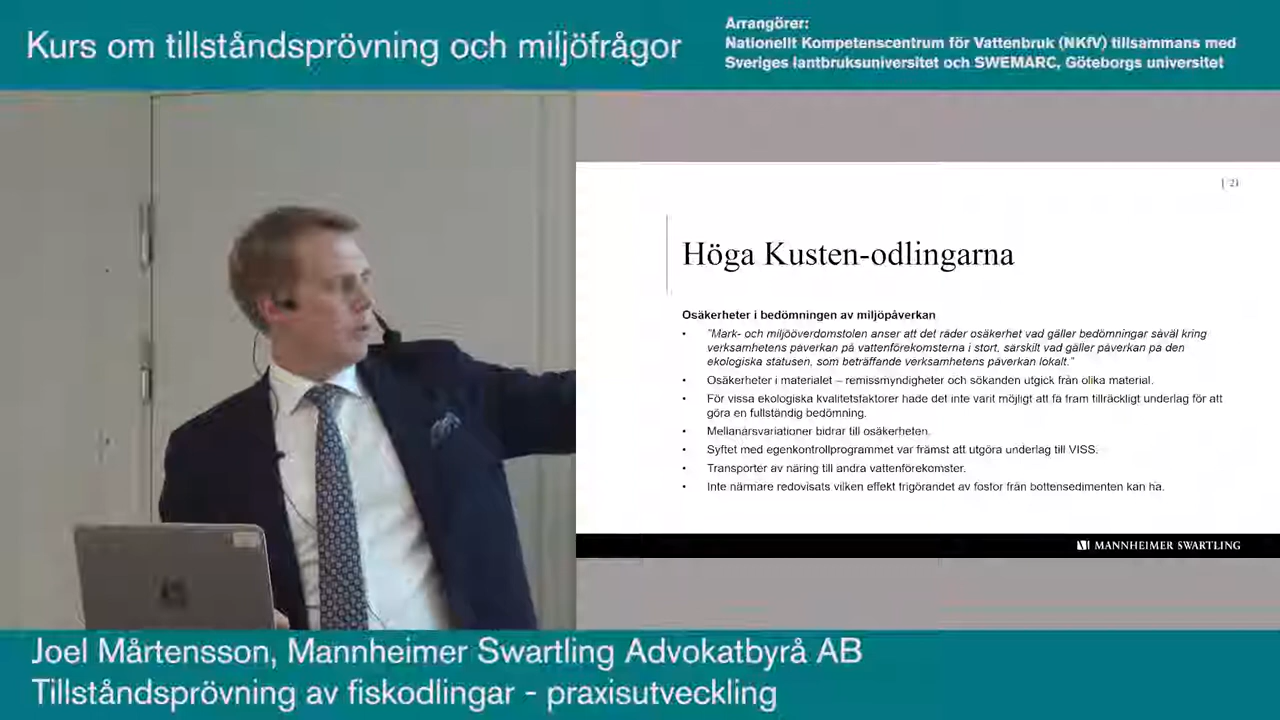 Kurs om tillståndsprövning och miljöfrågor
Arrangörer:
Nationellt Kompetenscentrum för Vattenbruk (NKfV) tillsammans med
Sveriges lantbruksuniversitet och SWEMARC, Göteborgs universitet
Höga Kusten-odlingarna
Osäkerheter i bedömningen av miljöpåverkan
• "Mark- och miljööverdomstolen anser att det råder osäkerhet vad gäller bedömningar såväl kring
verksamhetens påverkan på vattenförekomsterna i stort, särskilt vad gäller påverkan på den
ekologiska statusen, som beträffande verksamhetens påverkan lokalt."
• Osäkerheter i materialet – remissmyndigheter och sökanden utgick från olika material.
• För vissa ekologiska kvalitetsfaktorer hade det inte varit möjligt att få fram tillräckligt underlag för att
göra en fullständig bedömning.
• Mellanårsvariationer bidrar till osäkerheten.
• Syftet med egenkontrollprogrammet var främst att utgöra underlag till VISS.
• Transporter av näring till andra vattenförekomster.
• Inte närmare redovisats vilken effekt frigörandet av fosfor från bottensedimenten kan ha.
MANNHEIMER SWARTLING
Joel Mårtensson, Mannheimer Swartling Advokatbyrå AB
Tillståndsprövning av fiskodlingar - praxisutveckling